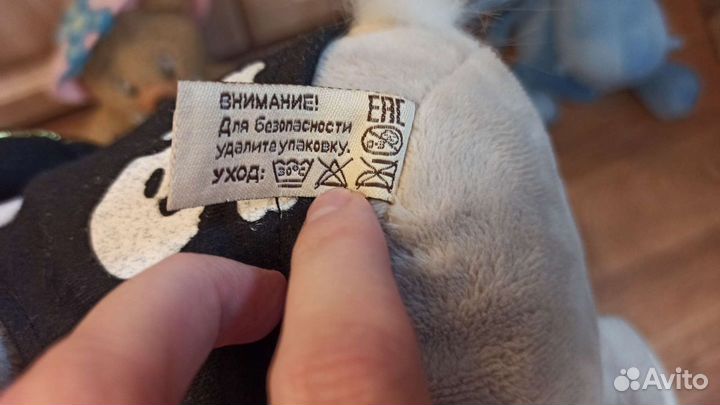 ВНИМАНИЕ! EAC
Для безопасности
удалите упаковку.
УХОД: 30°C
Avito